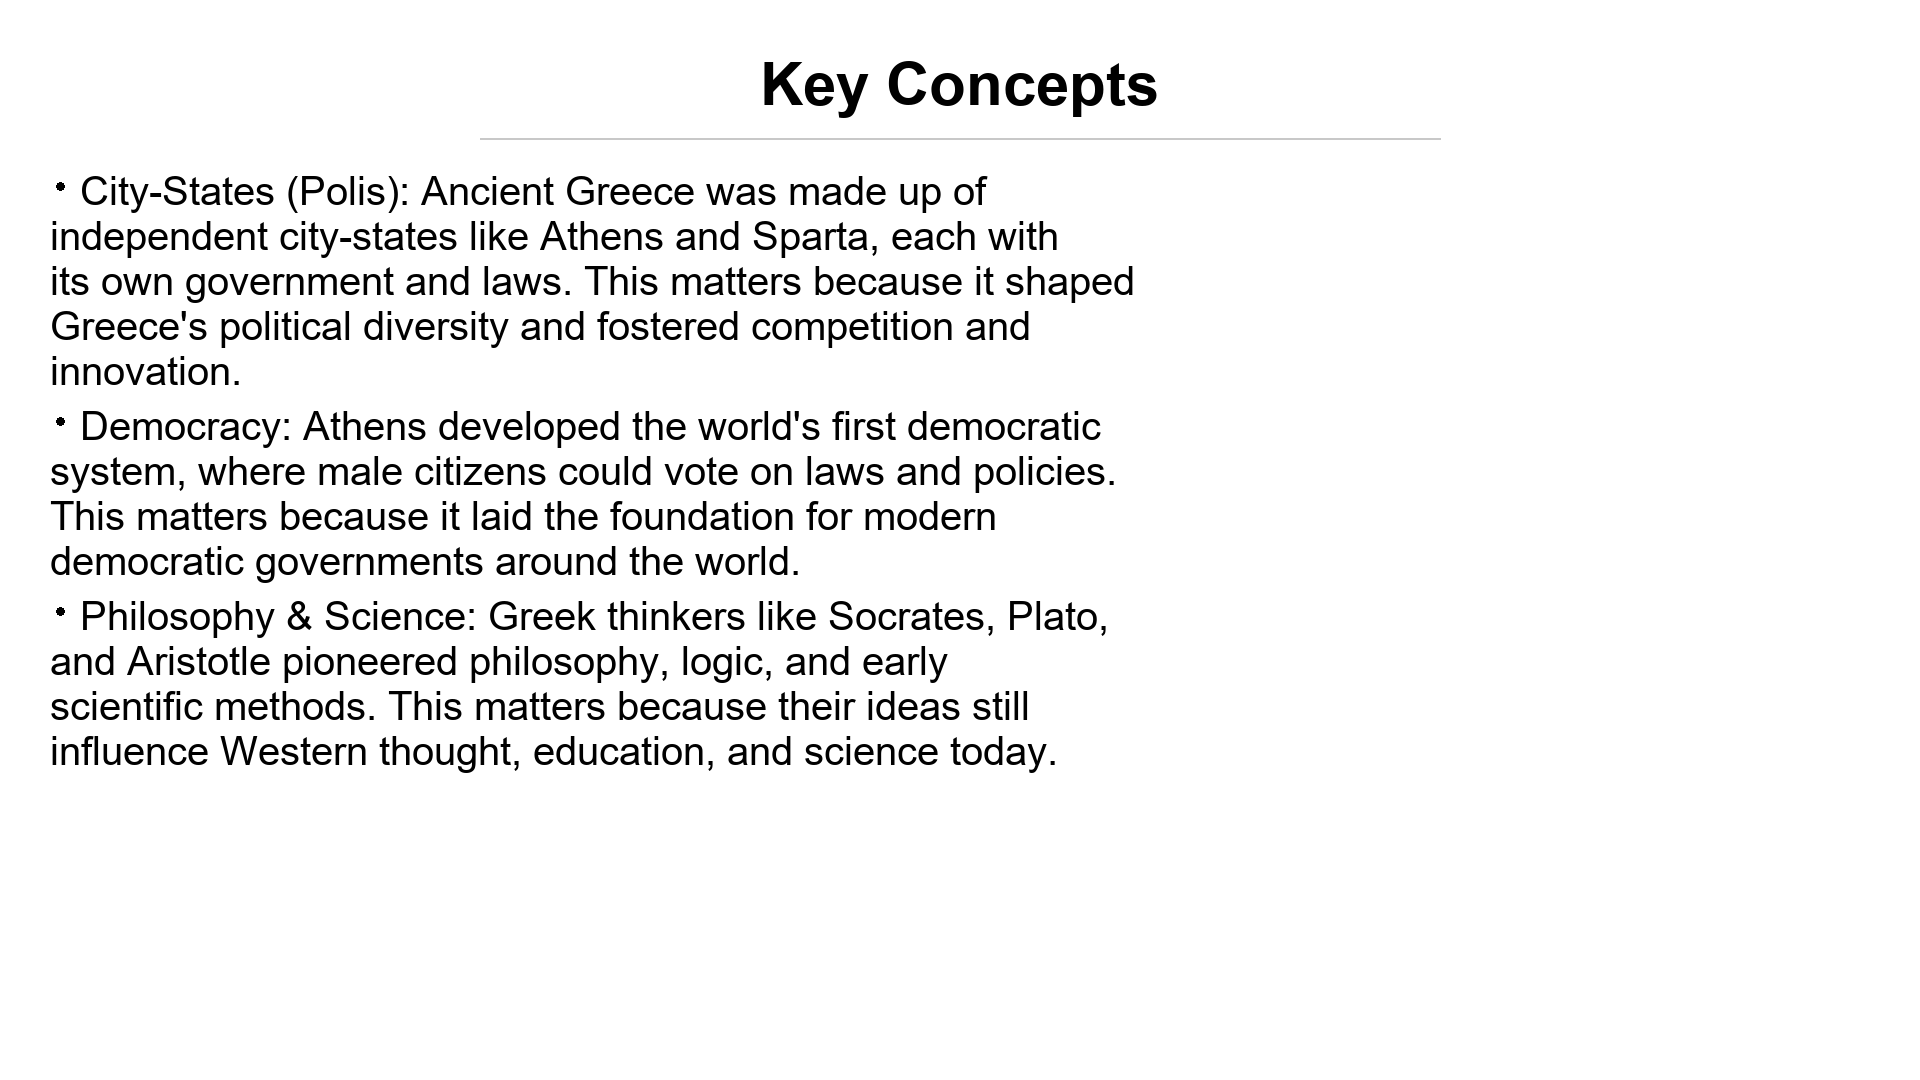 Key Concepts
• City-States (Polis): Ancient Greece was made up of
independent city-states like Athens and Sparta, each with
its own government and laws. This matters because it shaped
Greece's political diversity and fostered competition and
innovation.
• Democracy: Athens developed the world's first democratic
system, where male citizens could vote on laws and policies.
This matters because it laid the foundation for modern
democratic governments around the world.
• Philosophy & Science: Greek thinkers like Socrates, Plato,
and Aristotle pioneered philosophy, logic, and early
scientific methods. This matters because their ideas still
influence Western thought, education, and science today.